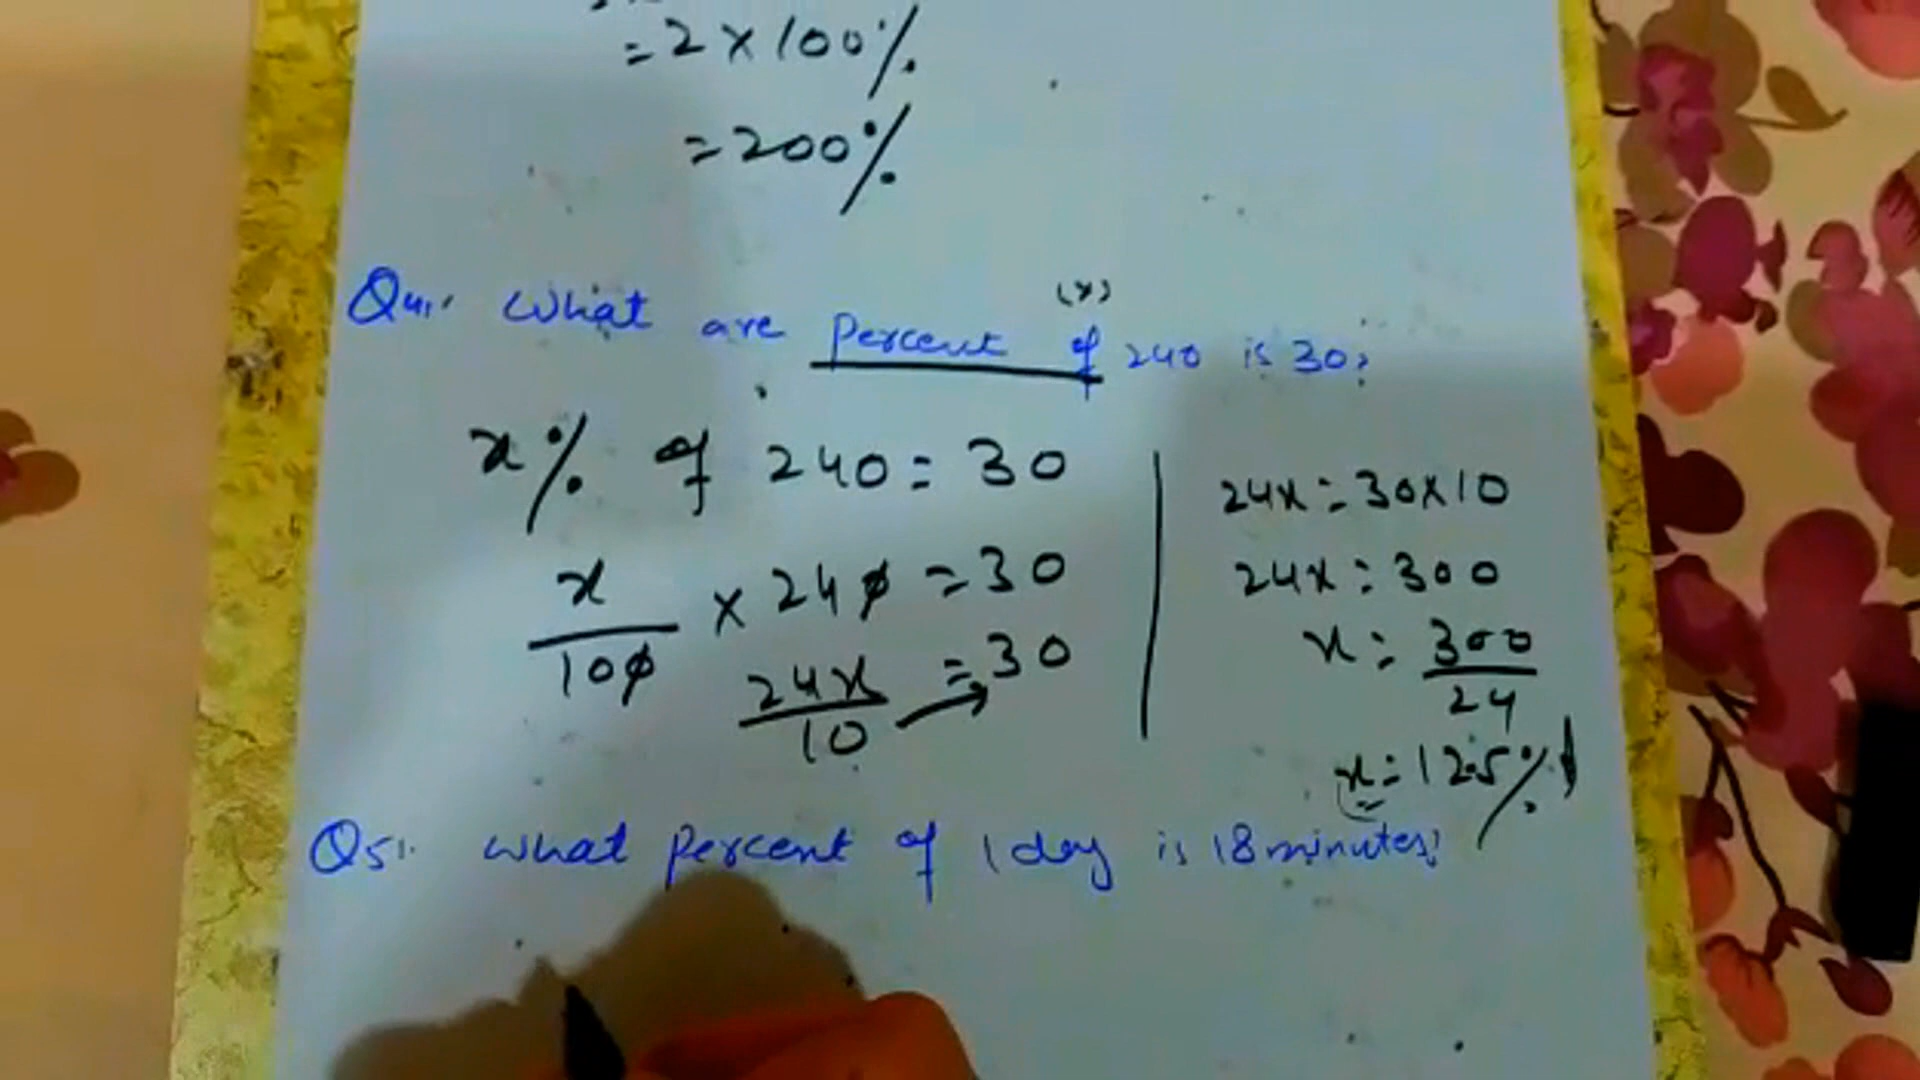 =2×100%
=200%
Q4. What are Percent of 240 is 30?
(x)
x% of 240=30
x/100 × 240 =30
24x/10 =30
24x=30×10
24x=300
x=300/24
x=12.5%
Q5. What Percent of 1 day is 18 minutes?